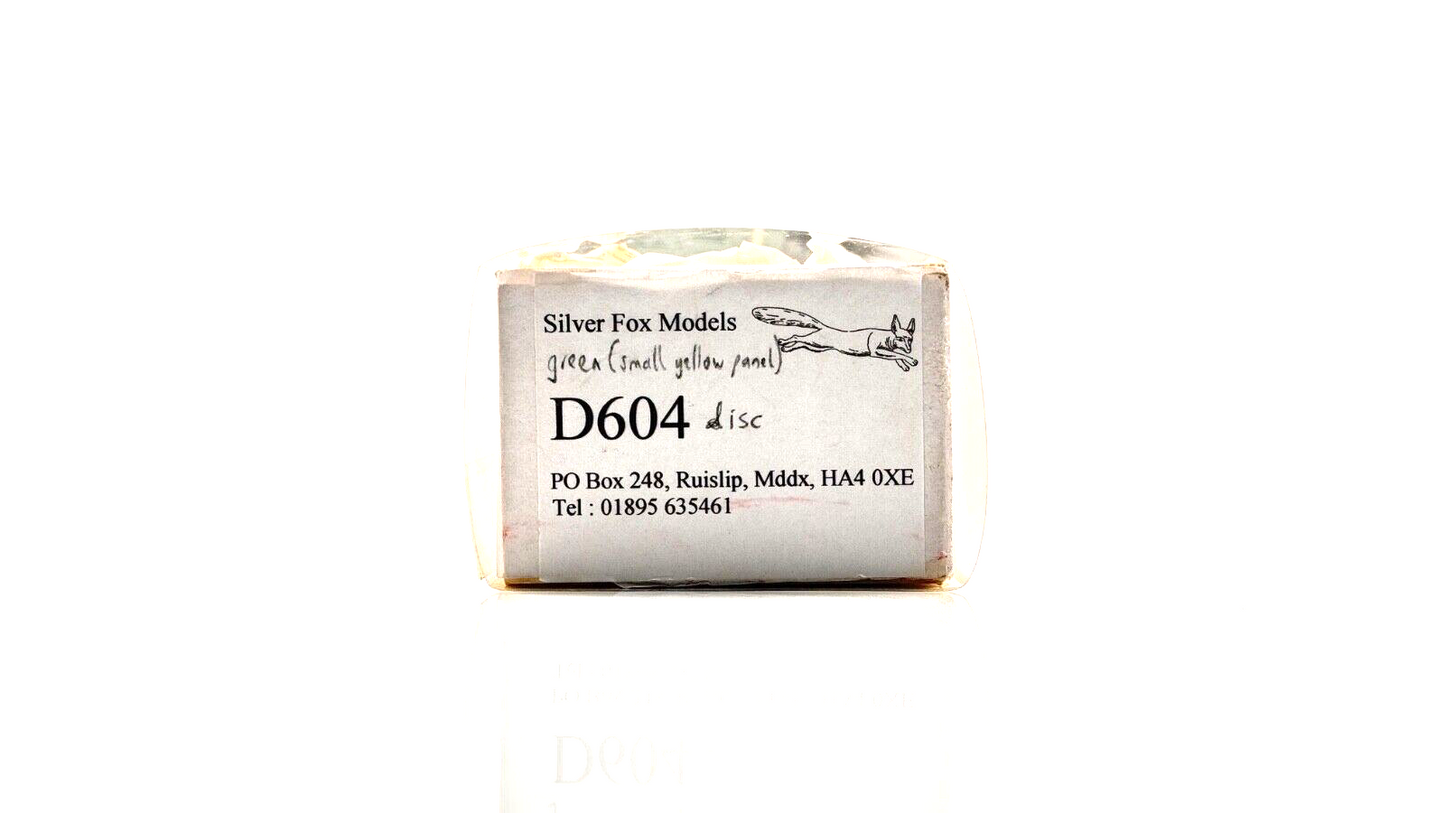 Silver Fox Models
green (small yellow panel)
D604 disc
PO Box 248, Ruislip, Mddx, HA4 0XE
Tel : 01895 635461